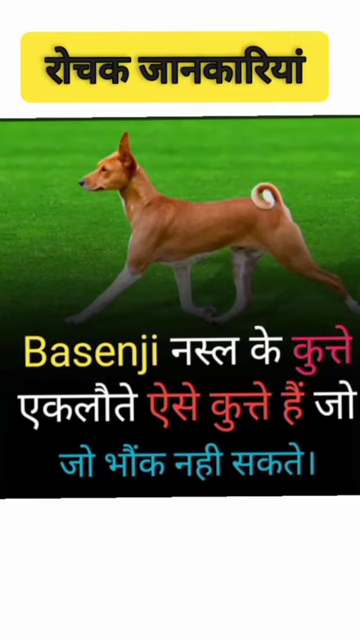 रोचक जानकारियां
Basenji नस्ल के कुत्ते
एकलौते ऐसे कुत्ते हैं जो
जो भौंक नही सकते।